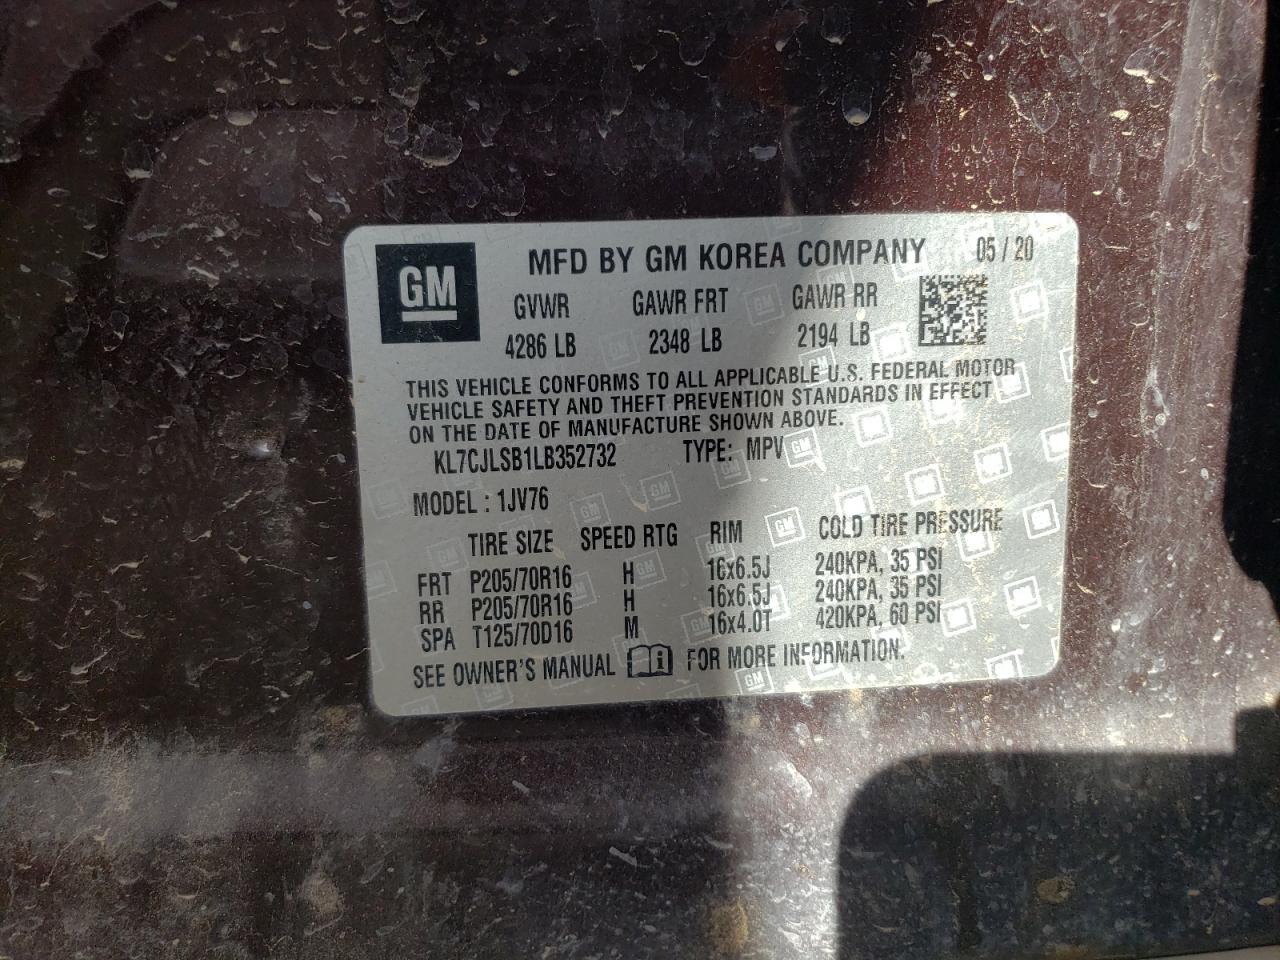 GM
MFD BY GM KOREA COMPANY 05 / 20
GVWR GAWR FRT GAWR RR
4286 LB 2348 LB 2194 LB
THIS VEHICLE CONFORMS TO ALL APPLICABLE U.S. FEDERAL MOTOR
VEHICLE SAFETY AND THEFT PREVENTION STANDARDS IN EFFECT
ON THE DATE OF MANUFACTURE SHOWN ABOVE.
KL7CJLSB1LB352732 TYPE: MPV
MODEL : 1JV76
TIRE SIZE SPEED RTG RIM COLD TIRE PRESSURE
FRT P205/70R16 H 16x6.5J 240KPA, 35 PSI
RR P205/70R16 H 16x6.5J 240KPA, 35 PSI
SPA T125/70D16 M 16x4.0T 420KPA, 60 PSI
SEE OWNER'S MANUAL FOR MORE INFORMATION.